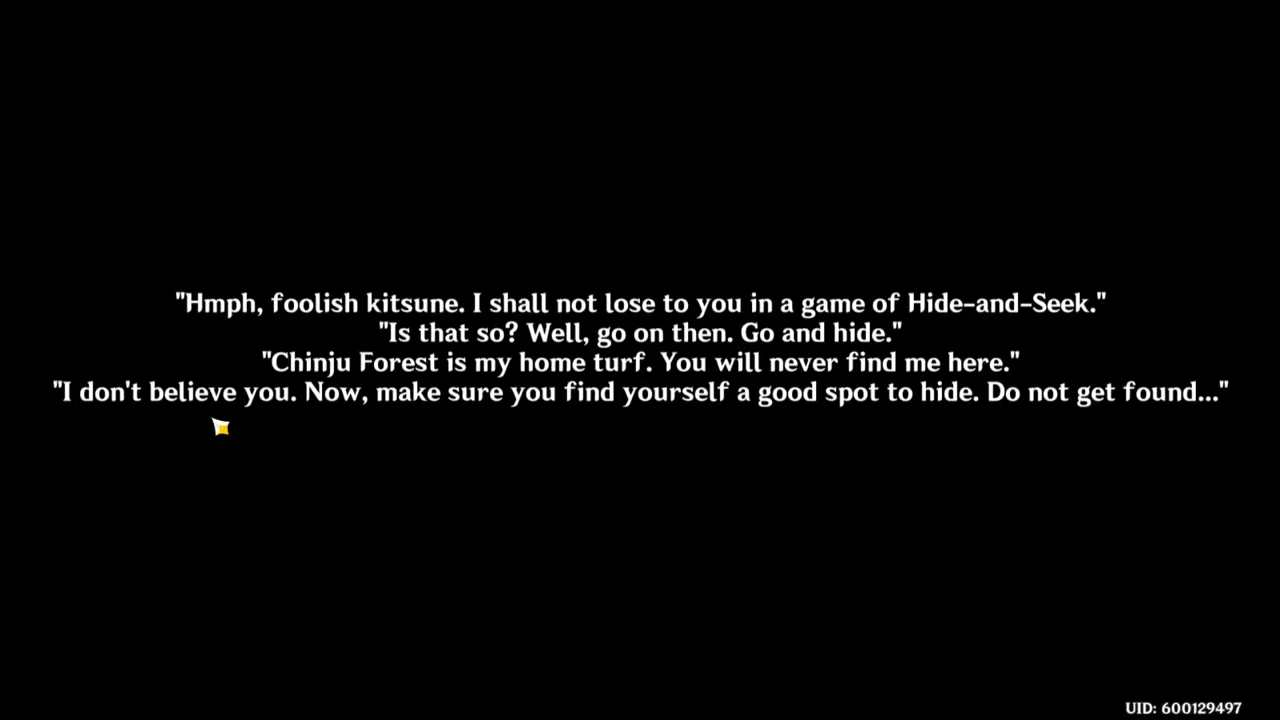 "Hmph, foolish kitsune. I shall not lose to you in a game of Hide-and-Seek."
"Is that so? Well, go on then. Go and hide."
"Chinju Forest is my home turf. You will never find me here."
"I don't believe you. Now, make sure you find yourself a good spot to hide. Do not get found..."
UID: 600129497